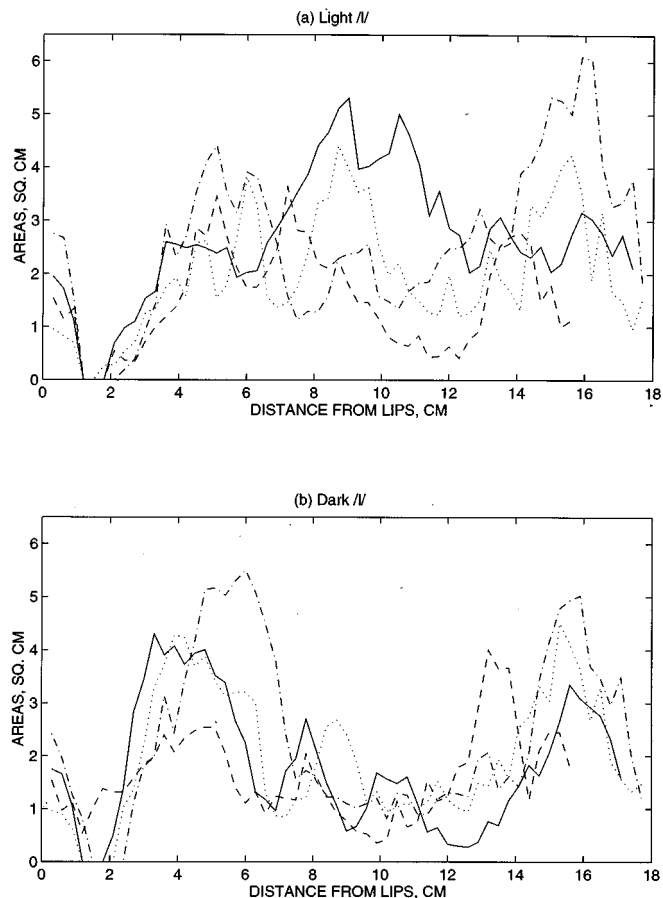 (a) Light /l/
6
5
4
3
2
1
0
AREAS, SQ. CM
0 2 4 6 8 10 12 14 16 18
DISTANCE FROM LIPS, CM
(b) Dark /l/
6
5
4
3
2
1
0
AREAS, SQ. CM
0 2 4 6 8 10 12 14 16 18
DISTANCE FROM LIPS, CM